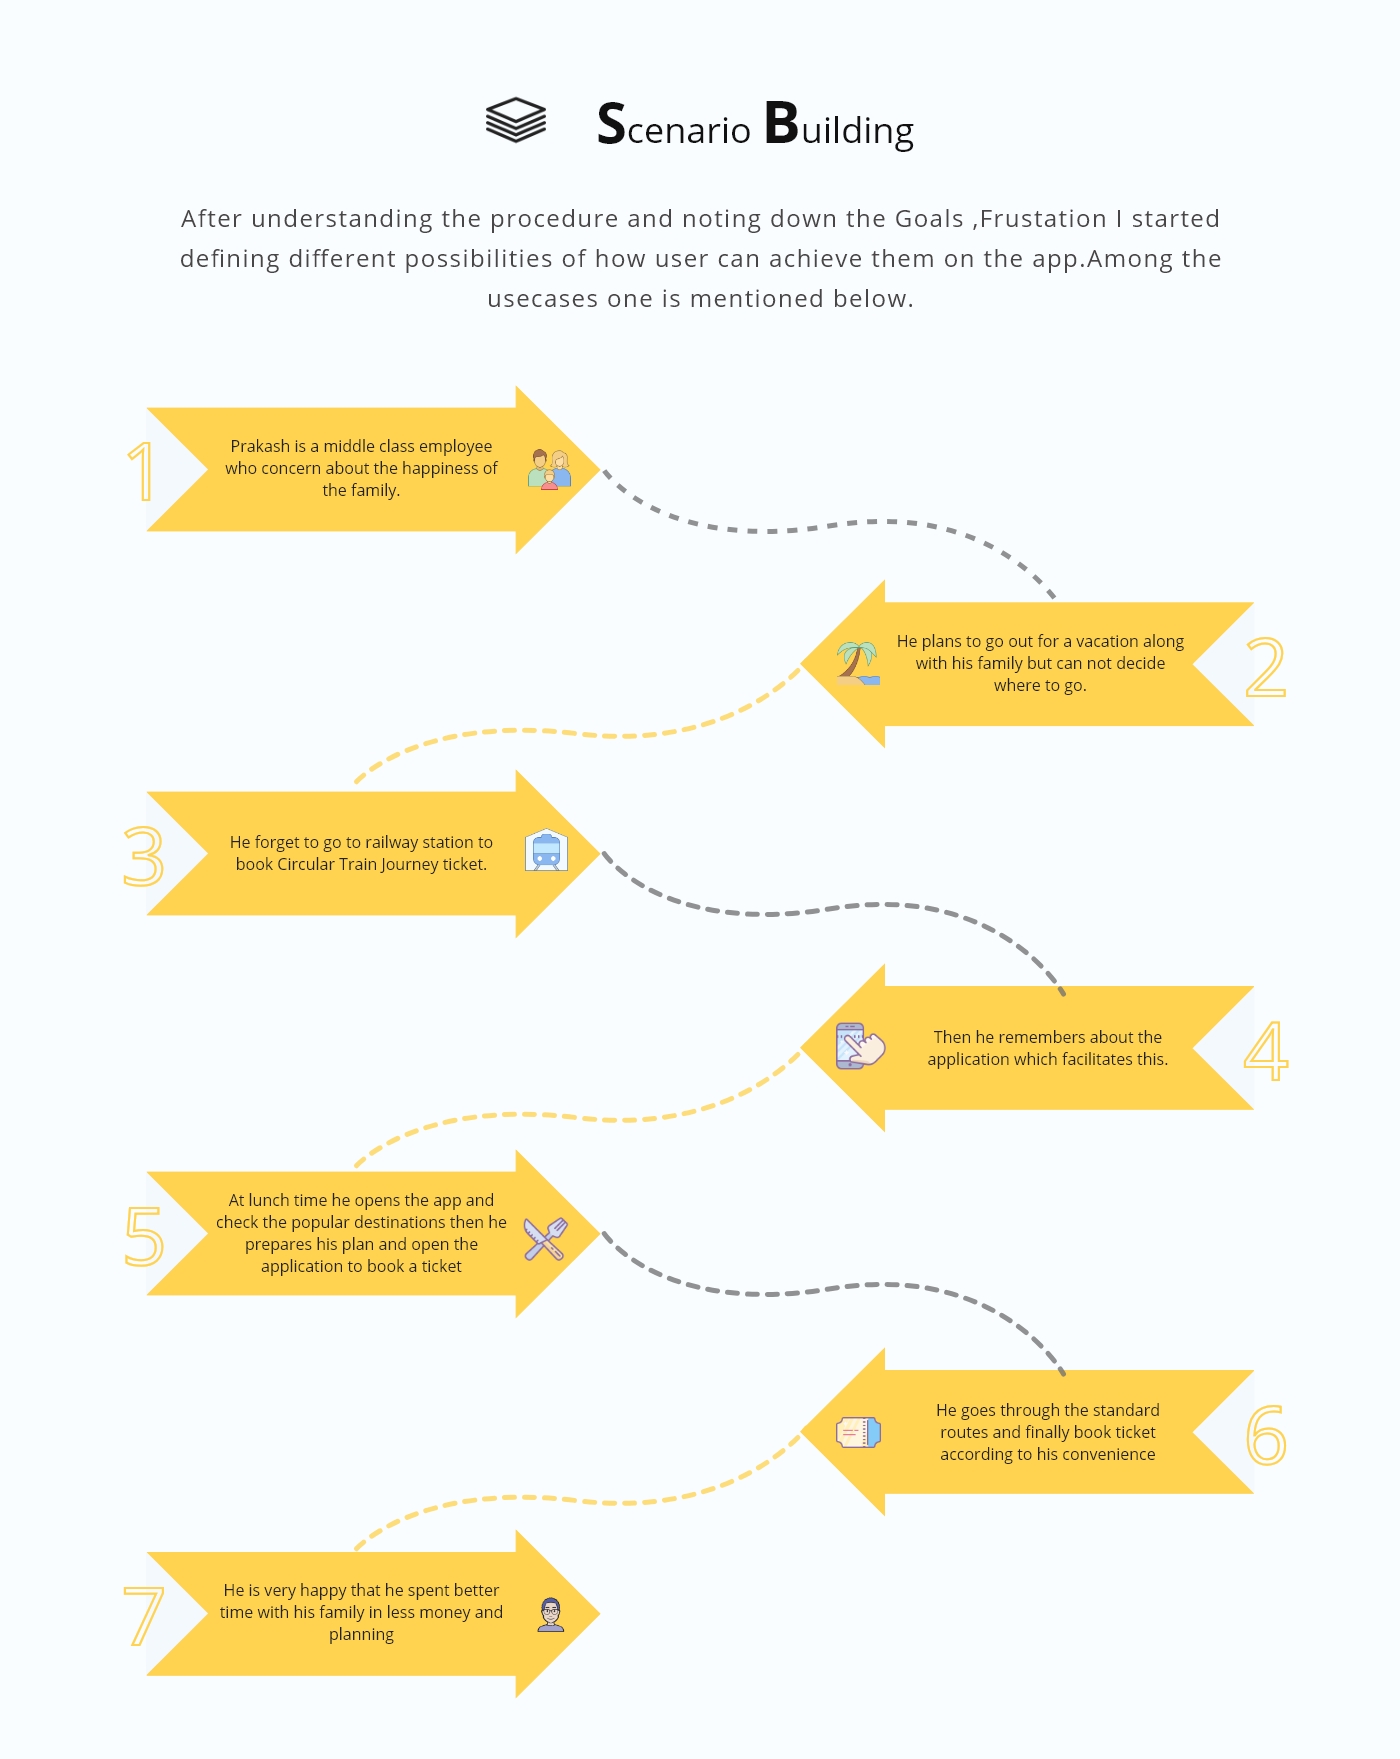 Scenario Building
After understanding the procedure and noting down the Goals ,Frustation I started
defining different possibilities of how user can achieve them on the app.Among the
usecases one is mentioned below.
1
Prakash is a middle class employee
who concern about the happiness of
the family.
2
He plans to go out for a vacation along
with his family but can not decide
where to go.
3
He forget to go to railway station to
book Circular Train Journey ticket.
4
Then he remembers about the
application which facilitates this.
5
At lunch time he opens the app and
check the popular destinations then he
prepares his plan and open the
application to book a ticket
6
He goes through the standard
routes and finally book ticket
according to his convenience
7
He is very happy that he spent better
time with his family in less money and
planning